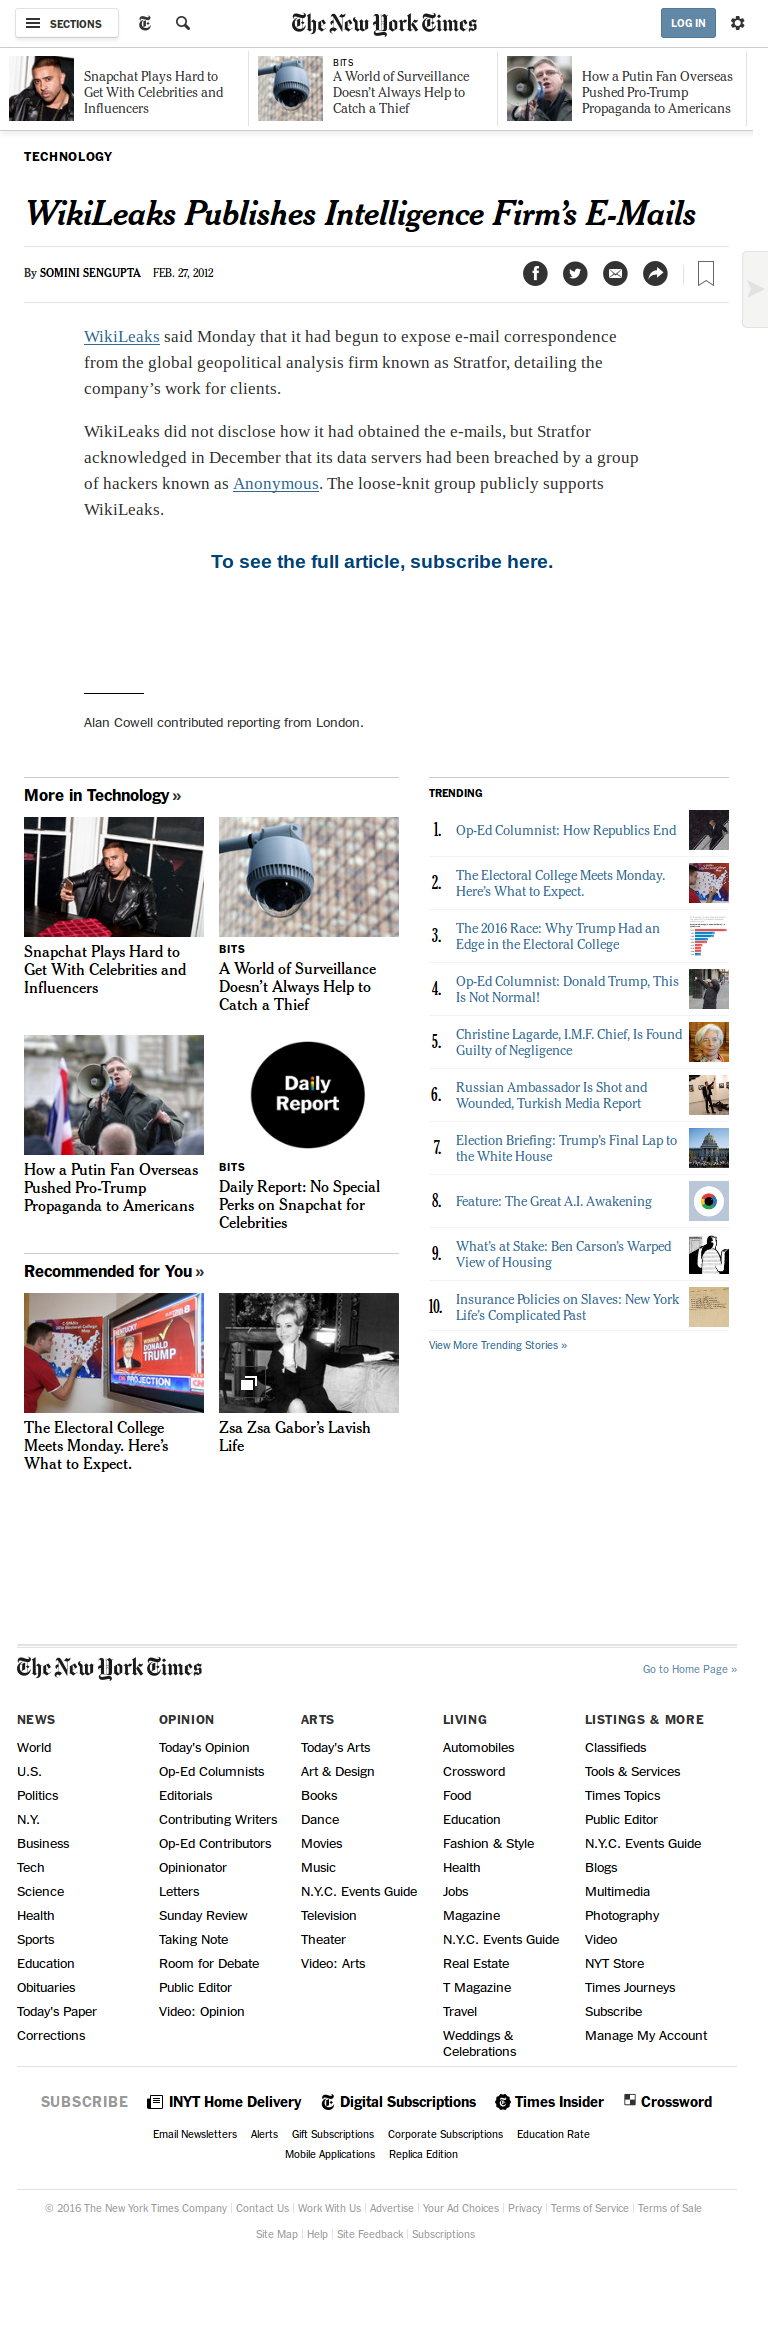 SECTIONS
The New York Times
LOG IN
Snapchat Plays Hard to
Get With Celebrities and
Influencers
BITS
A World of Surveillance
Doesn’t Always Help to
Catch a Thief
How a Putin Fan Overseas
Pushed Pro-Trump
Propaganda to Americans
TECHNOLOGY
WikiLeaks Publishes Intelligence Firm’s E-Mails
By SOMINI SENGUPTA FEB. 27, 2012
WikiLeaks said Monday that it had begun to expose e-mail correspondence
from the global geopolitical analysis firm known as Stratfor, detailing the
company’s work for clients.
WikiLeaks did not disclose how it had obtained the e-mails, but Stratfor
acknowledged in December that its data servers had been breached by a group
of hackers known as Anonymous. The loose-knit group publicly supports
WikiLeaks.
To see the full article, subscribe here.
Alan Cowell contributed reporting from London.
More in Technology »
Snapchat Plays Hard to
Get With Celebrities and
Influencers
BITS
A World of Surveillance
Doesn’t Always Help to
Catch a Thief
How a Putin Fan Overseas
Pushed Pro-Trump
Propaganda to Americans
Daily
Report
BITS
Daily Report: No Special
Perks on Snapchat for
Celebrities
Recommended for You »
WINNER
DONALD
TRUMP
PROJECTION
The Electoral College
Meets Monday. Here’s
What to Expect.
Zsa Zsa Gabor’s Lavish
Life
TRENDING
1. Op-Ed Columnist: How Republics End
2. The Electoral College Meets Monday.
Here’s What to Expect.
3. The 2016 Race: Why Trump Had an
Edge in the Electoral College
4. Op-Ed Columnist: Donald Trump, This
Is Not Normal!
5. Christine Lagarde, I.M.F. Chief, Is Found
Guilty of Negligence
6. Russian Ambassador Is Shot and
Wounded, Turkish Media Report
7. Election Briefing: Trump’s Final Lap to
the White House
8. Feature: The Great A.I. Awakening
9. What’s at Stake: Ben Carson’s Warped
View of Housing
10. Insurance Policies on Slaves: New York
Life’s Complicated Past
View More Trending Stories »
The New York Times
Go to Home Page »
NEWS
World
U.S.
Politics
N.Y.
Business
Tech
Science
Health
Sports
Education
Obituaries
Today's Paper
Corrections
OPINION
Today's Opinion
Op-Ed Columnists
Editorials
Contributing Writers
Op-Ed Contributors
Opinionator
Letters
Sunday Review
Taking Note
Room for Debate
Public Editor
Video: Opinion
ARTS
Today's Arts
Art & Design
Books
Dance
Movies
Music
N.Y.C. Events Guide
Television
Theater
Video: Arts
LIVING
Automobiles
Crossword
Food
Education
Fashion & Style
Health
Jobs
Magazine
N.Y.C. Events Guide
Real Estate
T Magazine
Travel
Weddings &
Celebrations
LISTINGS & MORE
Classifieds
Tools & Services
Times Topics
Public Editor
N.Y.C. Events Guide
Blogs
Multimedia
Photography
Video
NYT Store
Times Journeys
Subscribe
Manage My Account
SUBSCRIBE INYT Home Delivery Digital Subscriptions Times Insider Crossword
Email Newsletters Alerts Gift Subscriptions Corporate Subscriptions Education Rate
Mobile Applications Replica Edition
© 2016 The New York Times Company | Contact Us | Work With Us | Advertise | Your Ad Choices | Privacy | Terms of Service | Terms of Sale
Site Map | Help | Site Feedback | Subscriptions